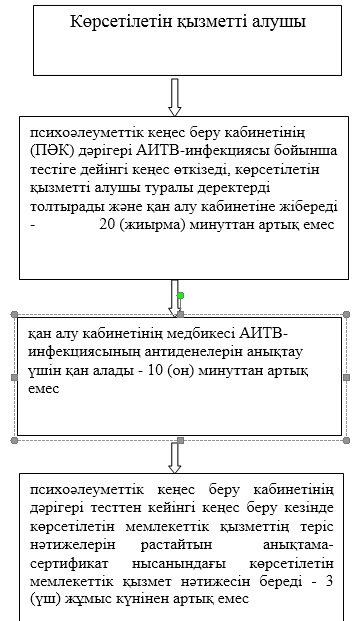 Көрсетілетін қызметті алушы
психоәлеуметтік кеңес беру кабинетінің
(ПӘК) дәрігері АИТВ-инфекциясы бойынша
тестіге дейінгі кеңес өткізеді, көрсетілетін
қызметті алушы туралы деректерді
толтырады және қан алу кабинетіне жібереді
- 20 (жиырма) минуттан артық емес
қан алу кабинетінің медбикесі АИТВ-
инфекциясының антиденелерін анықтау
үшін қан алады - 10 (он) минуттан артық
емес
психоәлеуметтік кеңес беру кабинетінің
дәрігері тесттен кейінгі кеңес беру кезінде
көрсетілетін мемлекеттік қызметтің теріс
нәтижелерін растайтын анықтама-
сертификат нысанындағы көрсетілетін
мемлекеттік қызмет нәтижесін береді - 3
(үш) жұмыс күнінен артық емес